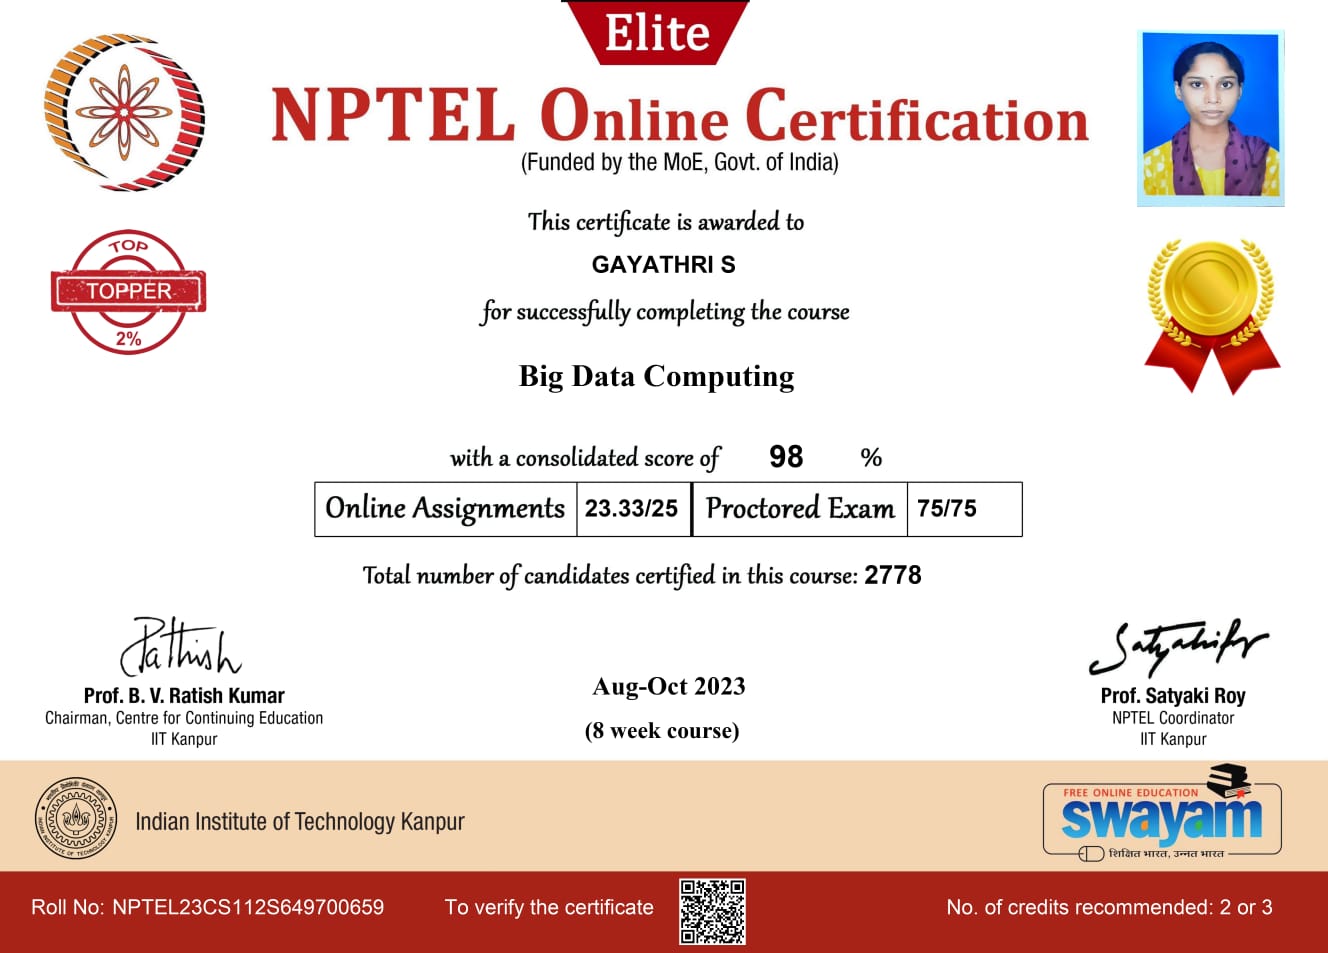 Elite
NPTEL Online Certification
(Funded by the MoE, Govt. of India)
This certificate is awarded to
GAYATHRI S
for successfully completing the course
TOP
TOPPER
2%
Big Data Computing
with a consolidated score of 98 %
Online Assignments 23.33/25 Proctored Exam 75/75
Total number of candidates certified in this course: 2778
Prof. B. V. Ratish Kumar
Chairman, Centre for Continuing Education
IIT Kanpur
Aug-Oct 2023
(8 week course)
Prof. Satyaki Roy
NPTEL Coordinator
IIT Kanpur
Indian Institute of Technology Kanpur
FREE ONLINE EDUCATION
swayam
शिक्षित भारत, उन्नत भारत
Roll No: NPTEL23CS112S649700659
To verify the certificate
No. of credits recommended: 2 or 3